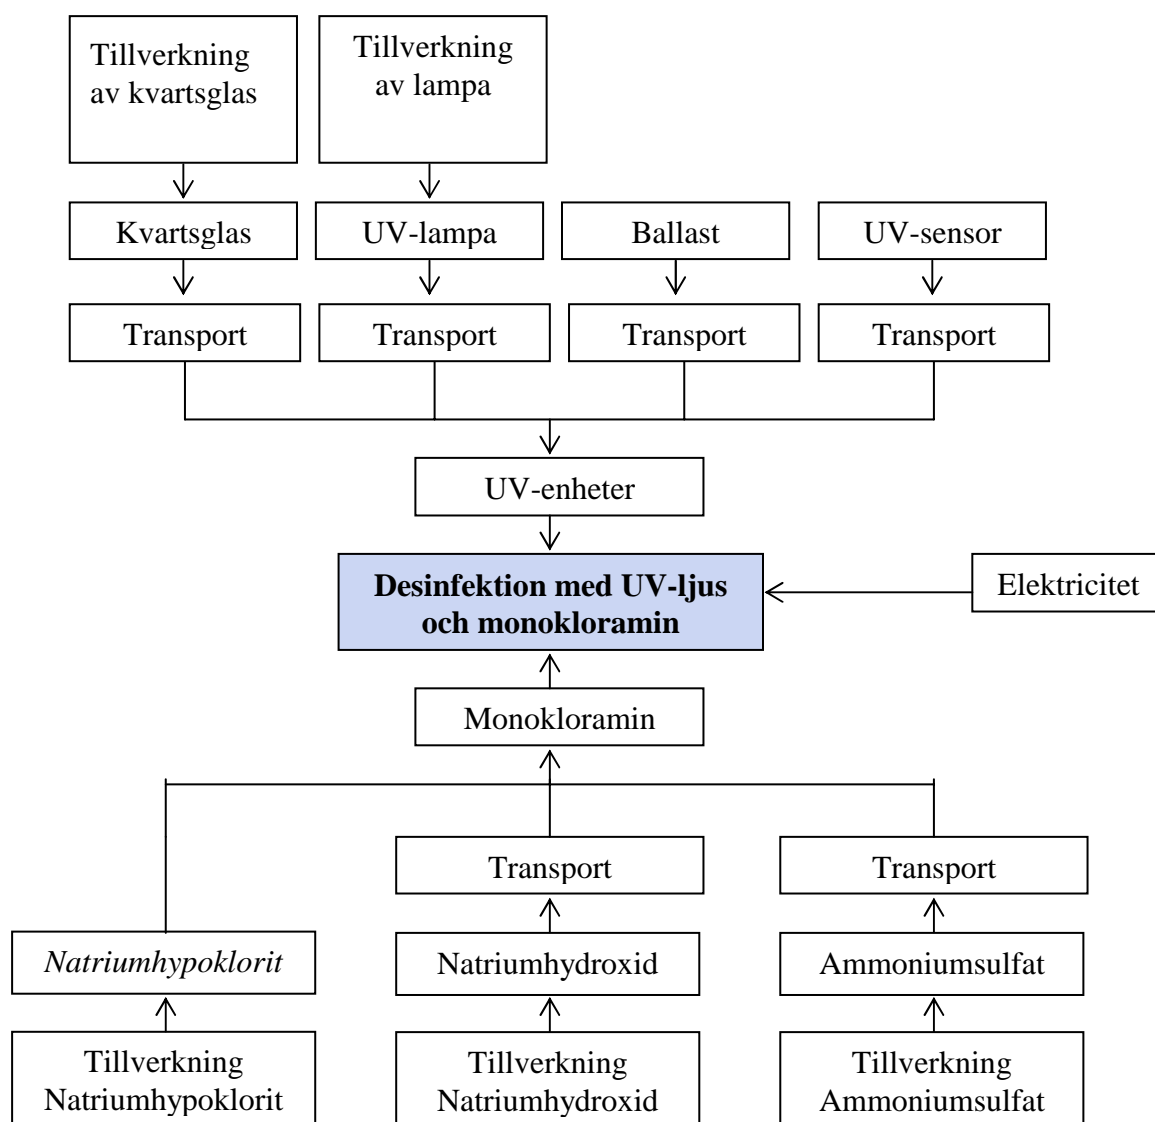 Tillverkning
av kvartsglas
Tillverkning
av lampa
Kvartsglas
UV-lampa
Ballast
UV-sensor
Transport
Transport
Transport
Transport
UV-enheter
Desinfektion med UV-ljus
och monokloramin
Elektricitet
Monokloramin
Transport
Transport
Natriumhypoklorit
Natriumhydroxid
Ammoniumsulfat
Tillverkning
Natriumhypoklorit
Tillverkning
Natriumhydroxid
Tillverkning
Ammoniumsulfat